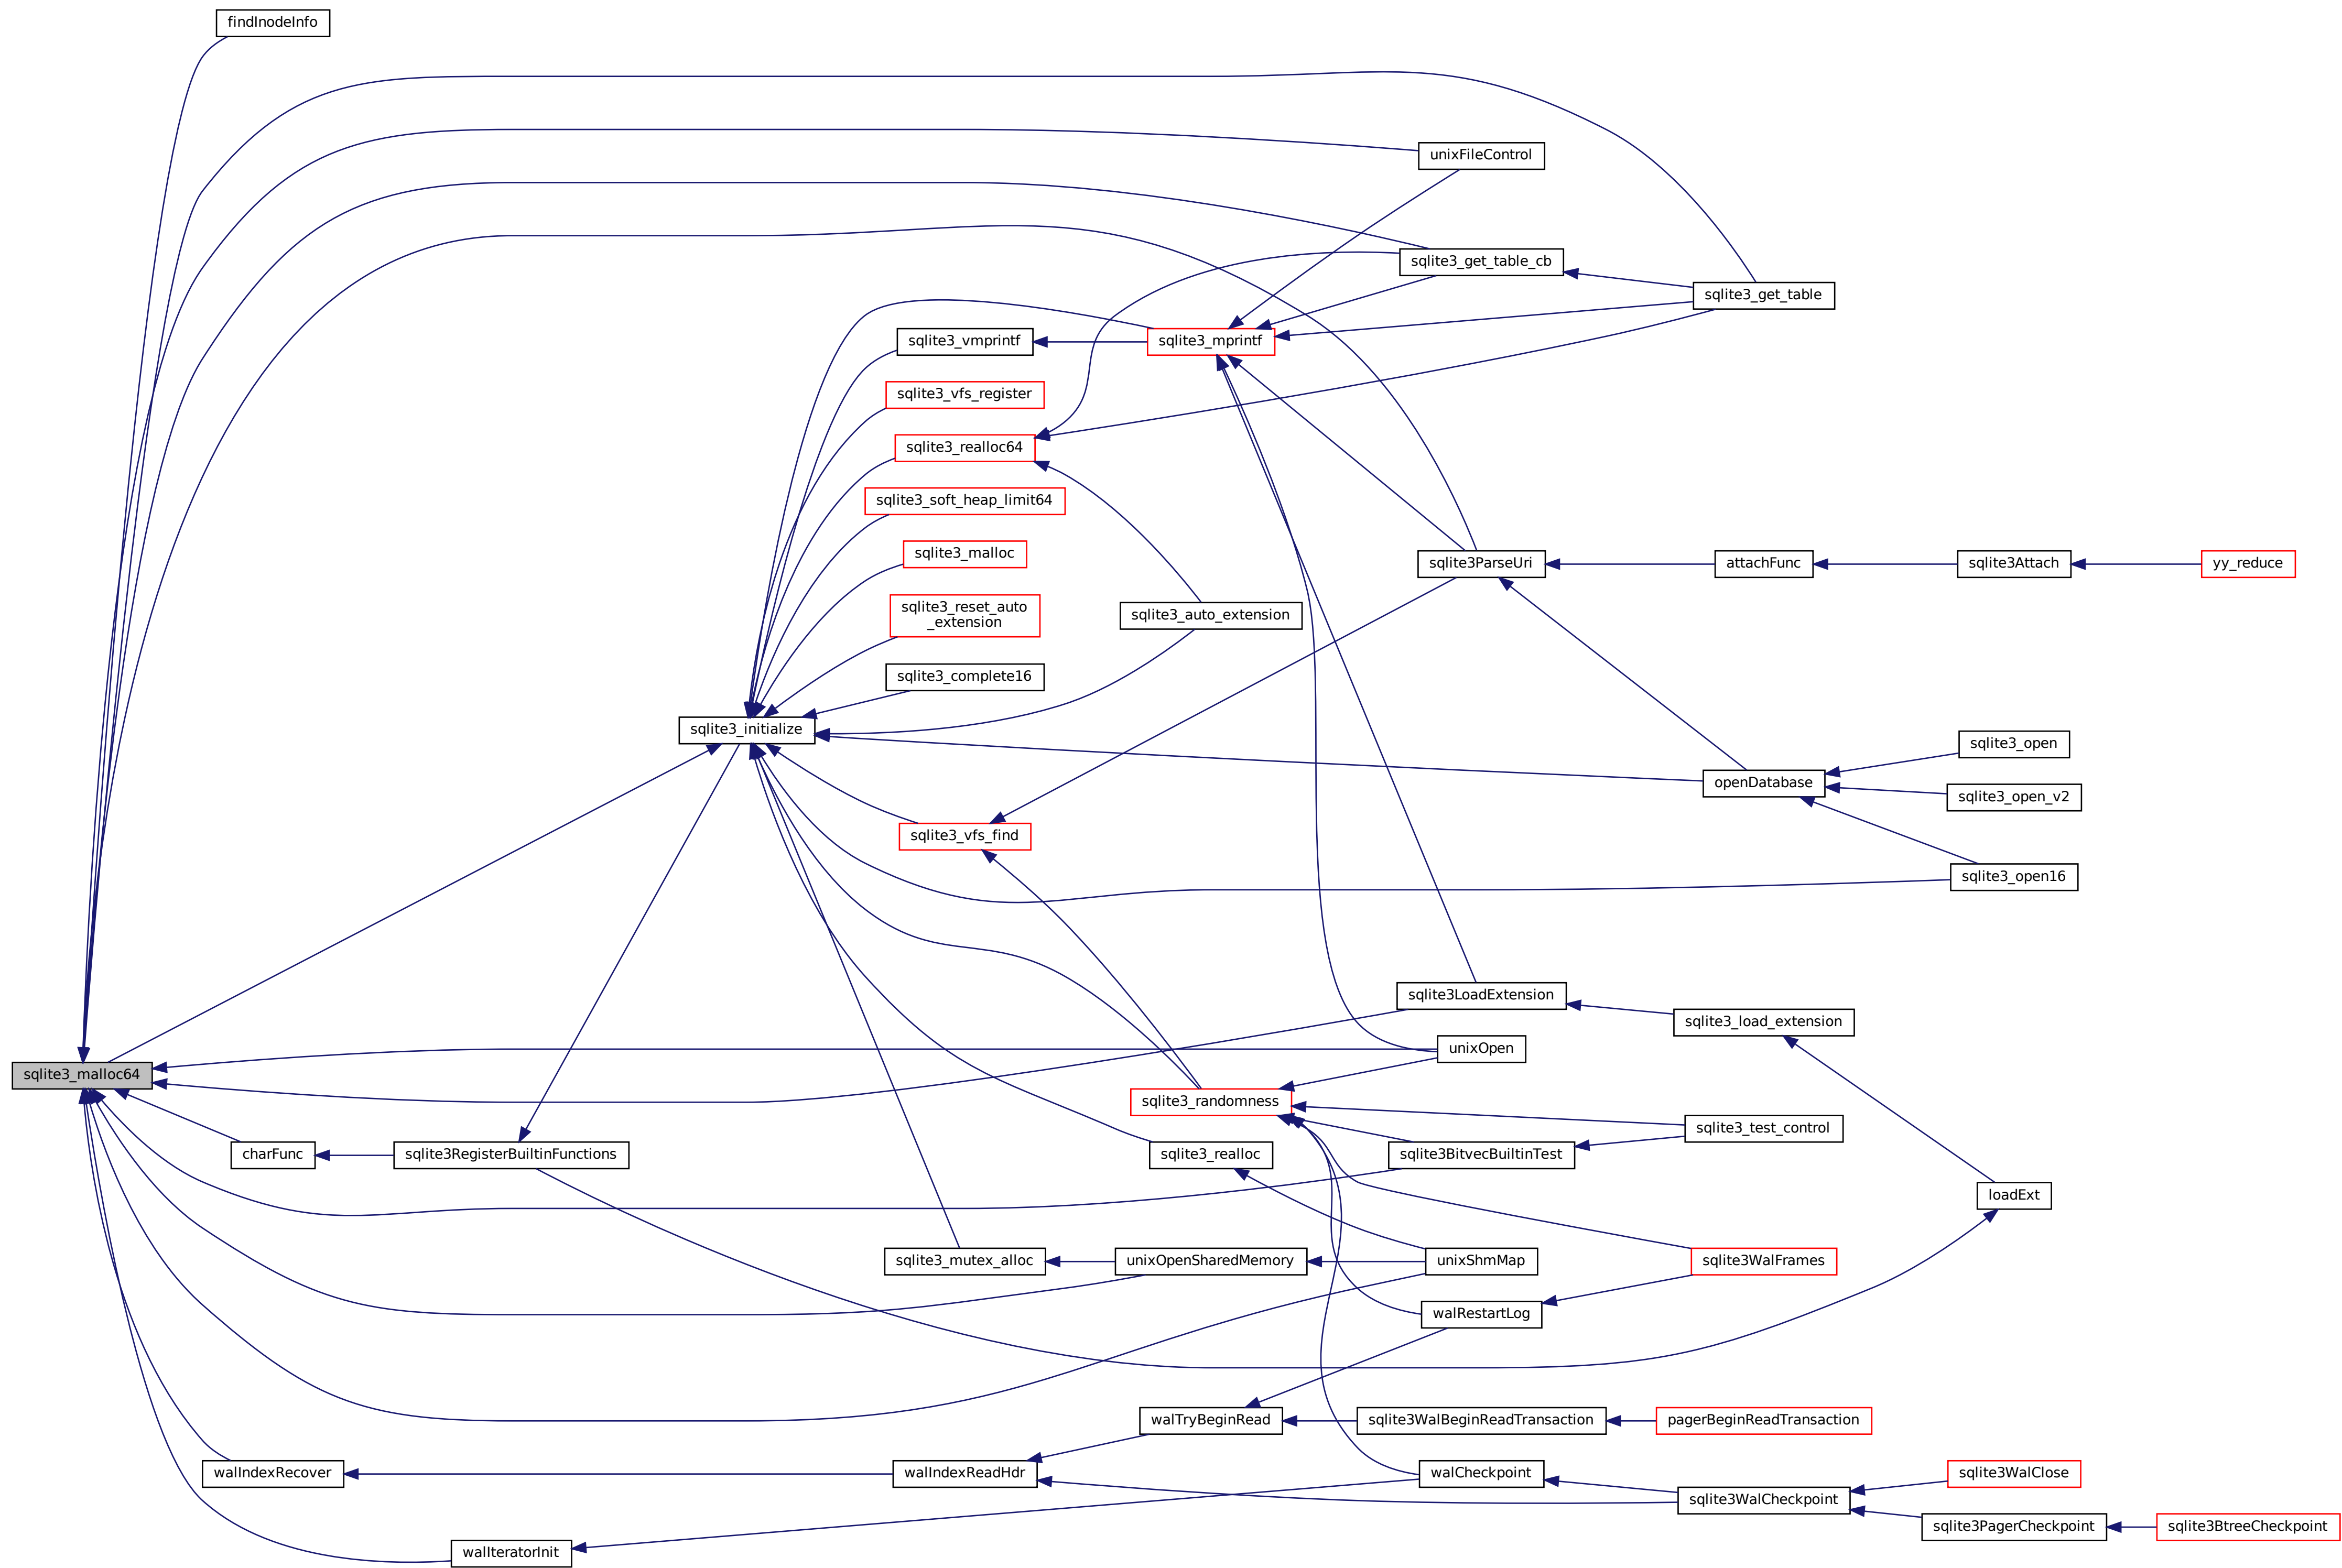 findInodeInfo
unixFileControl
sqlite3_get_table_cb
sqlite3_get_table
sqlite3_vmprintf
sqlite3_mprintf
sqlite3_vfs_register
sqlite3_realloc64
sqlite3_soft_heap_limit64
sqlite3_malloc
sqlite3ParseUri
attachFunc
sqlite3Attach
yy_reduce
sqlite3_reset_auto
_extension
sqlite3_auto_extension
sqlite3_complete16
sqlite3_initialize
sqlite3_open
openDatabase
sqlite3_open_v2
sqlite3_vfs_find
sqlite3_open16
sqlite3LoadExtension
sqlite3_load_extension
unixOpen
sqlite3_malloc64
sqlite3_randomness
sqlite3_test_control
charFunc
sqlite3RegisterBuiltinFunctions
sqlite3_realloc
sqlite3BitvecBuiltinTest
loadExt
sqlite3_mutex_alloc
unixOpenSharedMemory
unixShmMap
sqlite3WalFrames
walRestartLog
walTryBeginRead
sqlite3WalBeginReadTransaction
pagerBeginReadTransaction
walIndexRecover
walIndexReadHdr
walCheckpoint
sqlite3WalClose
sqlite3WalCheckpoint
sqlite3PagerCheckpoint
sqlite3BtreeCheckpoint
walIteratorInit